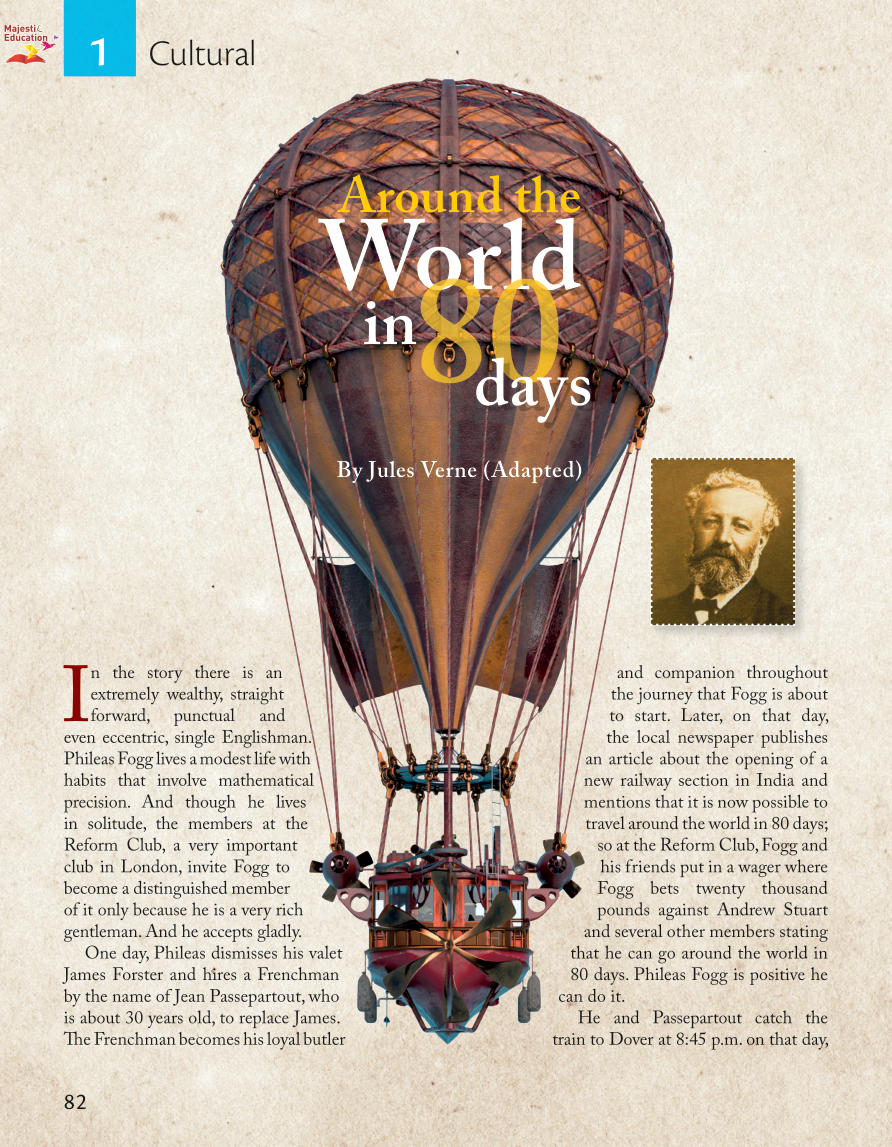 Majestic
Education
1
Cultural
Around the
World
in 80
days
By Jules Verne (Adapted)
In the story there is an
extremely wealthy, straight
forward, punctual and
even eccentric, single Englishman.
Phileas Fogg lives a modest life with
habits that involve mathematical
precision. And though he lives
in solitude, the members at the
Reform Club, a very important
club in London, invite Fogg to
become a distinguished member
of it only because he is a very rich
gentleman. And he accepts gladly.
One day, Phileas dismisses his valet
James Forster and hires a Frenchman
by the name of Jean Passepartout, who
is about 30 years old, to replace James.
The Frenchman becomes his loyal butler
and companion throughout
the journey that Fogg is about
to start. Later, on that day,
the local newspaper publishes
an article about the opening of a
new railway section in India and
mentions that it is now possible to
travel around the world in 80 days;
so at the Reform Club, Fogg and
his friends put in a wager where
Fogg bets twenty thousand
pounds against Andrew Stuart
and several other members stating
that he can go around the world in
80 days. Phileas Fogg is positive he
can do it.
He and Passepartout catch the
train to Dover at 8:45 p.m. on that day,
82